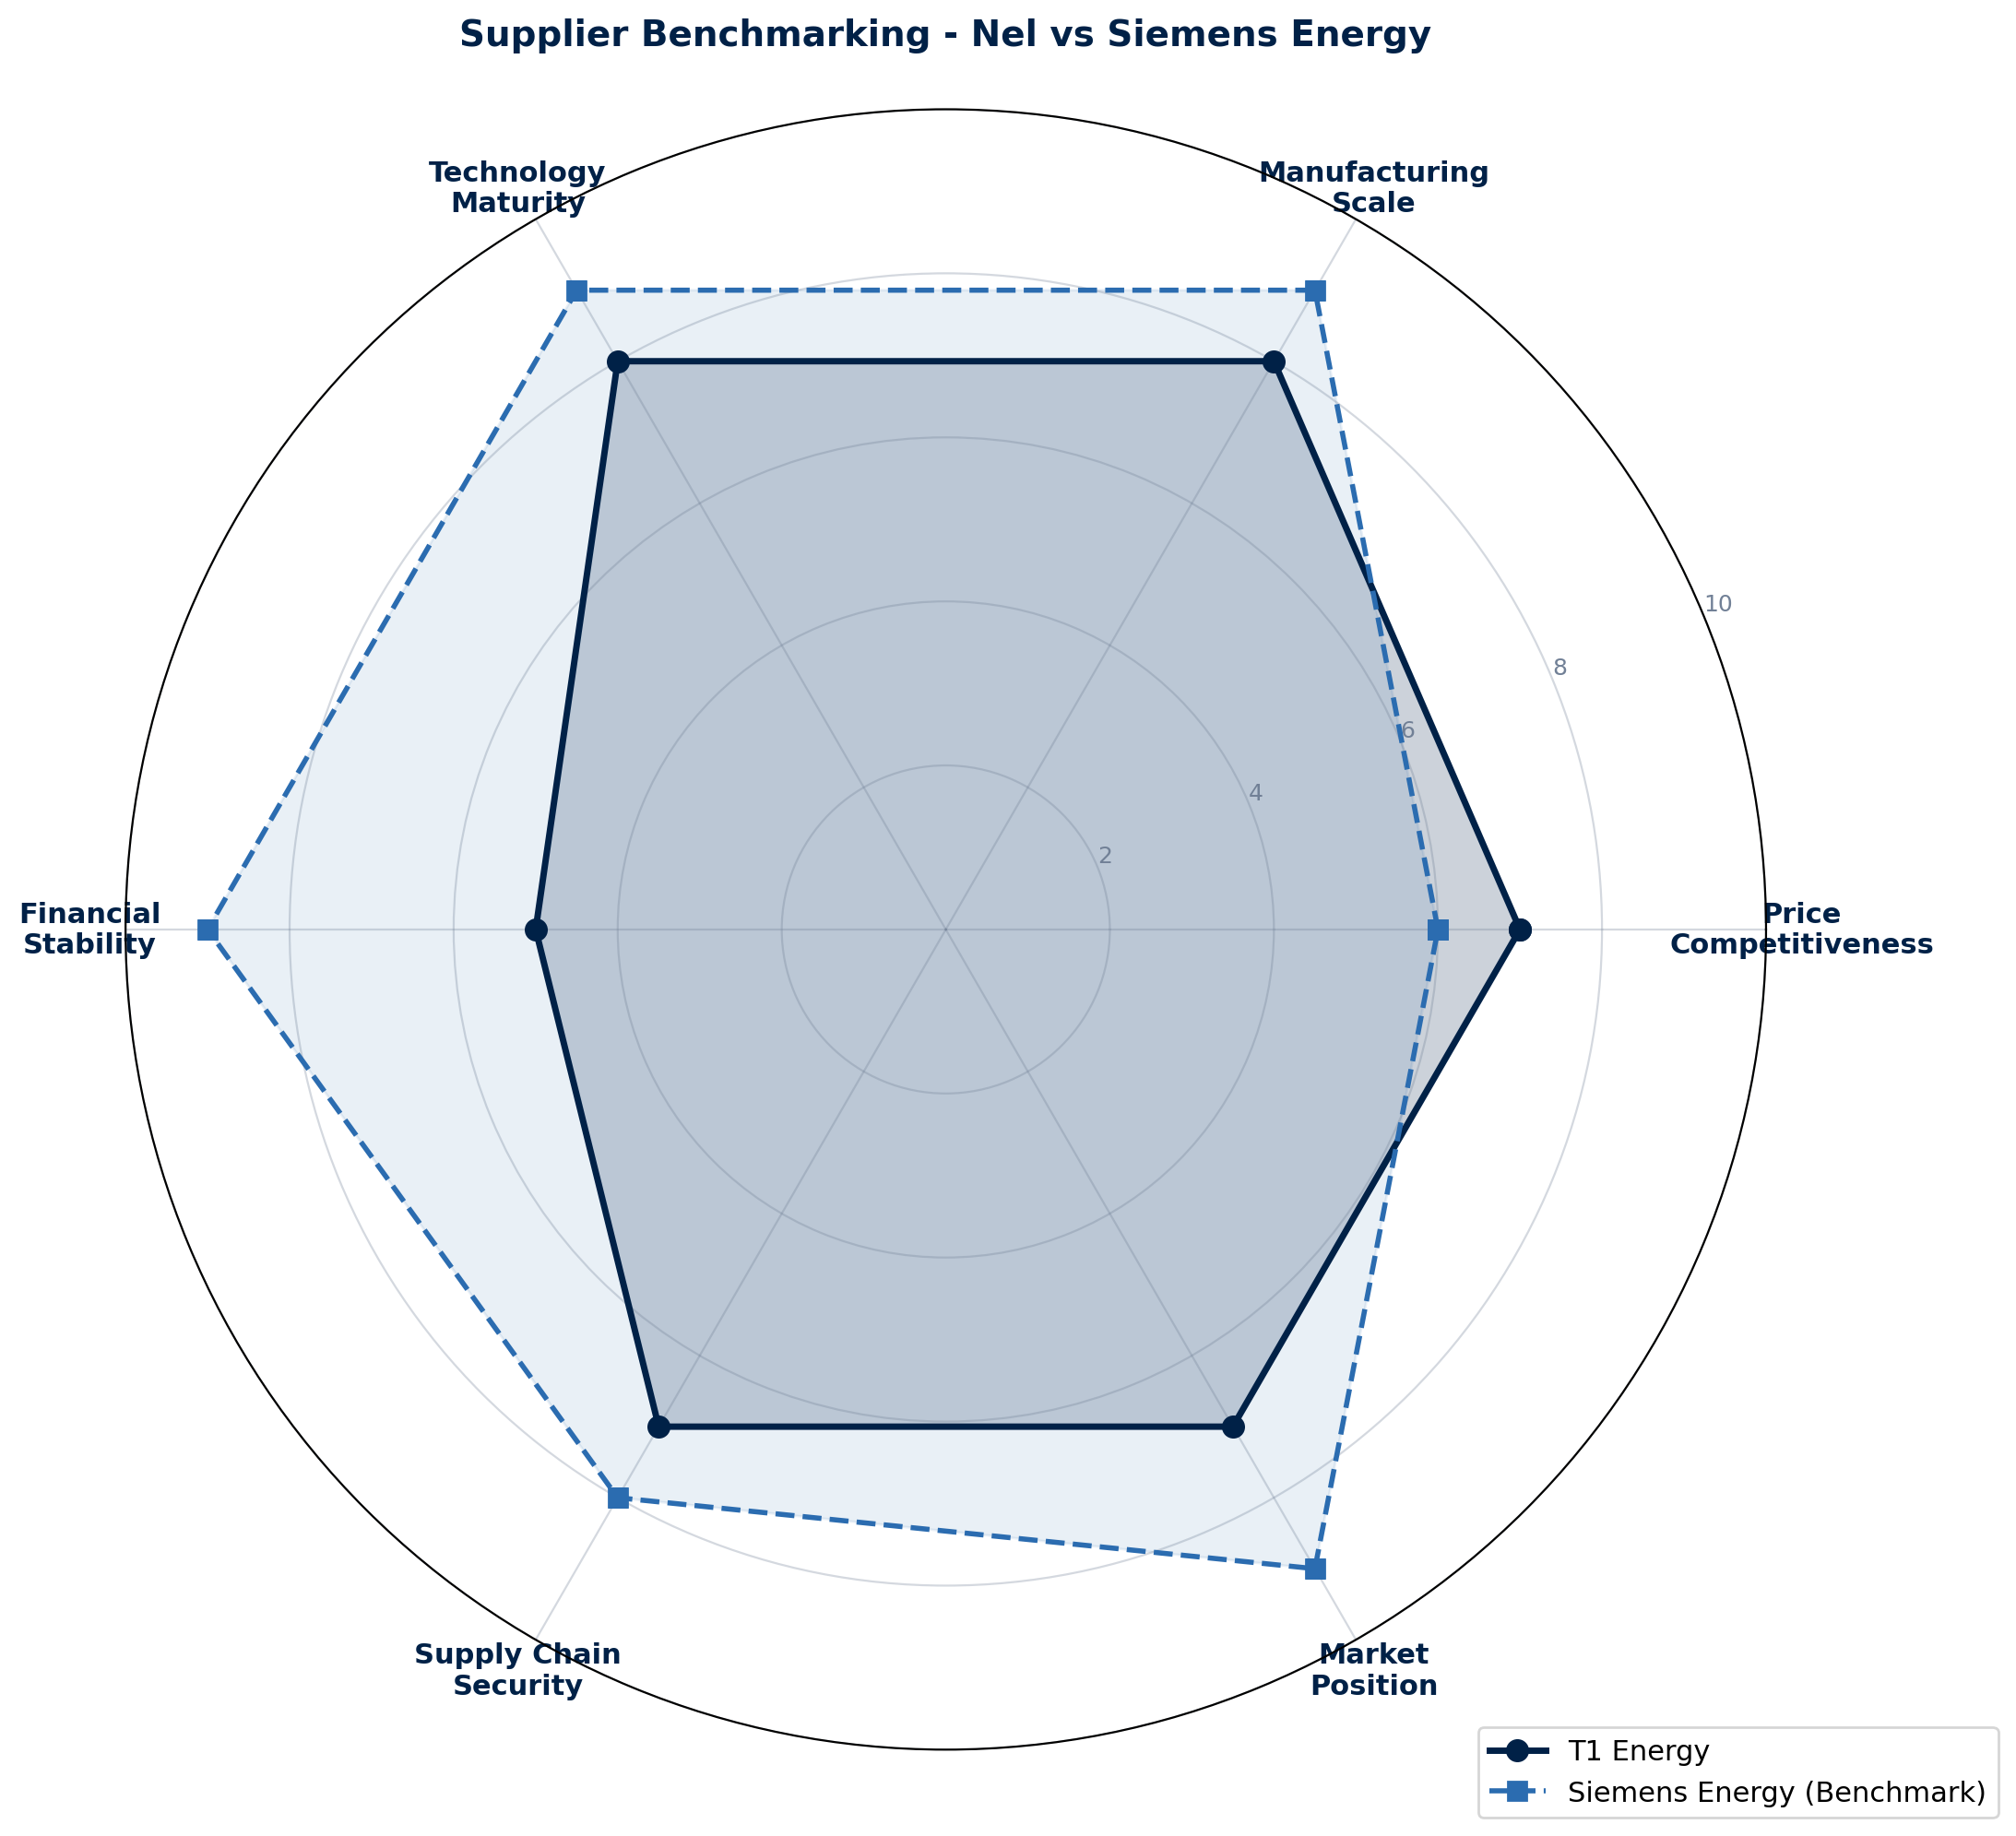 Supplier Benchmarking - Nel vs Siemens Energy
Technology
Maturity
Manufacturing
Scale
10
8
6
4
2
Financial
Stability
Price
Competitiveness
Supply Chain
Security
Market
Position
T1 Energy
Siemens Energy (Benchmark)